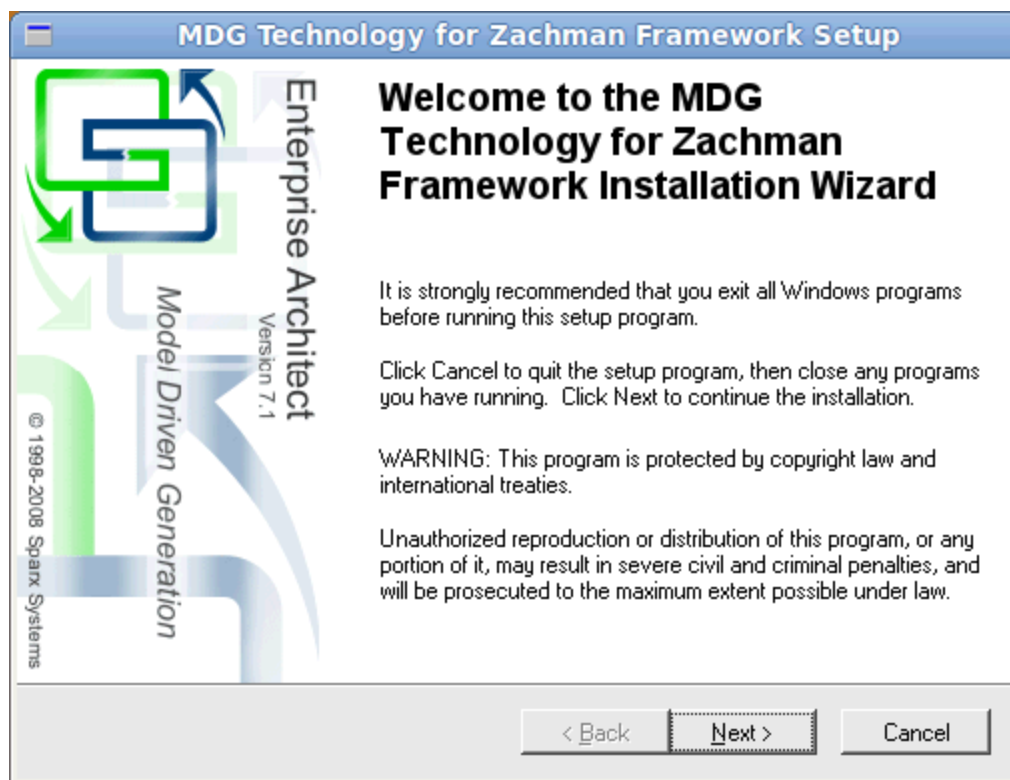 MDG Technology for Zachman Framework Setup
Enterprise Architect
Version 7.1
Model Driven Generation
© 1998-2008 Sparx Systems
Welcome to the MDG
Technology for Zachman
Framework Installation Wizard
It is strongly recommended that you exit all Windows programs
before running this setup program.
Click Cancel to quit the setup program, then close any programs
you have running.  Click Next to continue the installation.
WARNING: This program is protected by copyright law and
international treaties.
Unauthorized reproduction or distribution of this program, or any
portion of it, may result in severe civil and criminal penalties, and
will be prosecuted to the maximum extent possible under law.
< Back
Next >
Cancel